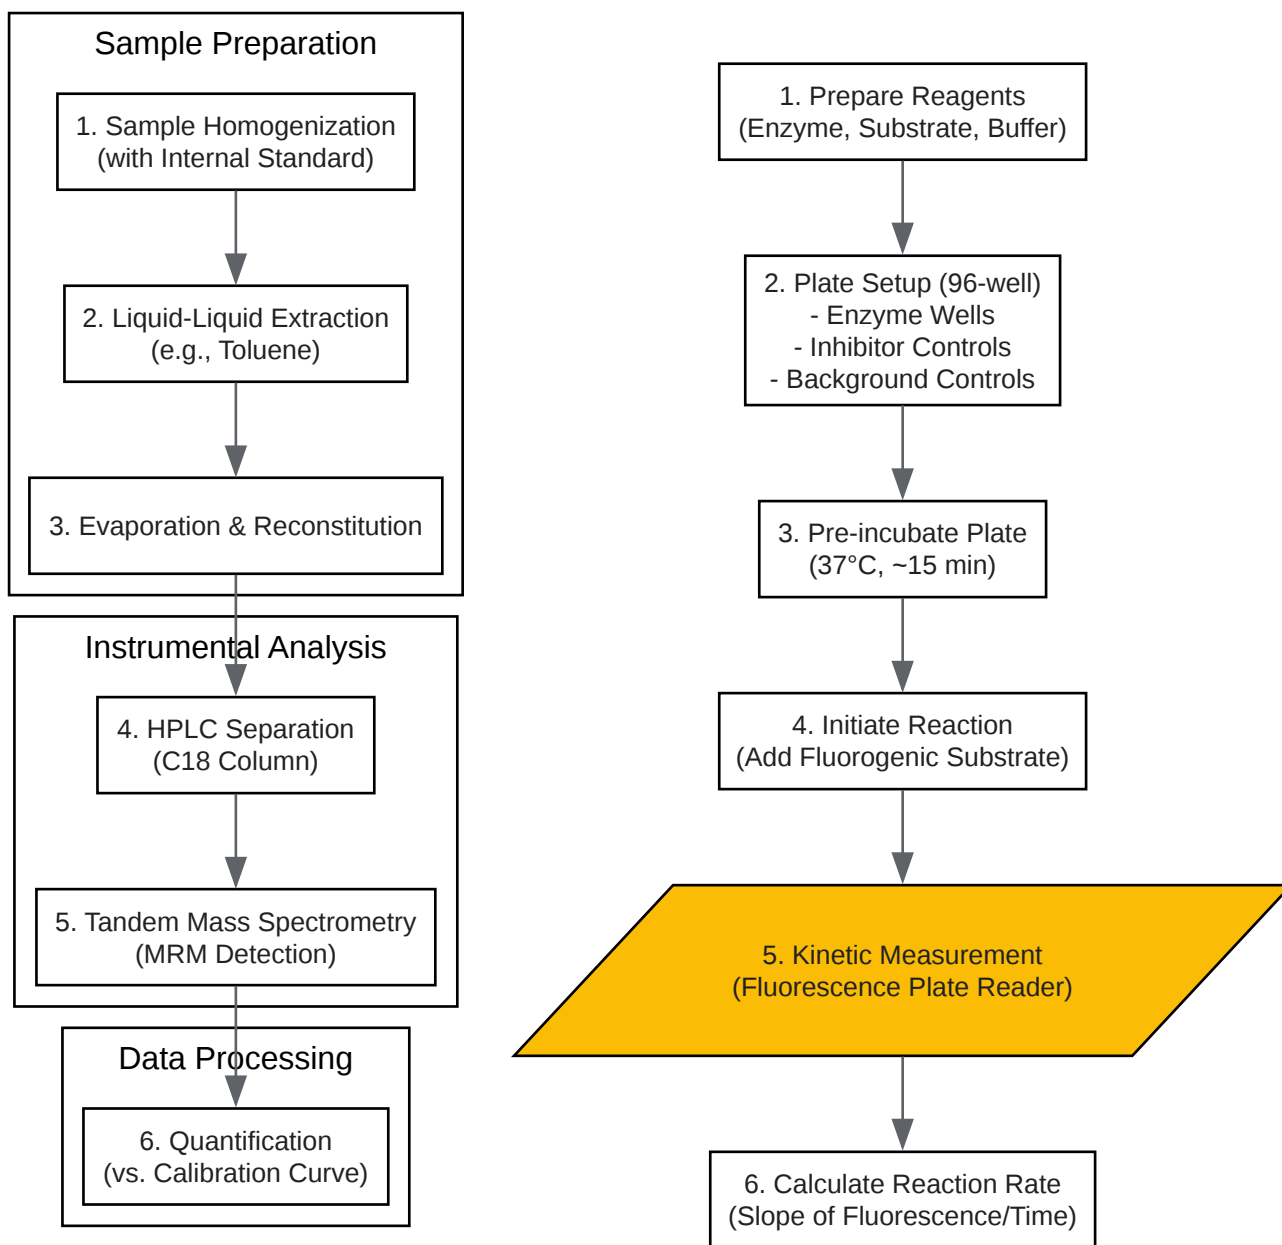 Sample Preparation
1. Sample Homogenization
(with Internal Standard)
2. Liquid-Liquid Extraction
(e.g., Toluene)
3. Evaporation & Reconstitution
Instrumental Analysis
4. HPLC Separation
(C18 Column)
5. Tandem Mass Spectrometry
(MRM Detection)
Data Processing
6. Quantification
(vs. Calibration Curve)
1. Prepare Reagents
(Enzyme, Substrate, Buffer)
2. Plate Setup (96-well)
- Enzyme Wells
- Inhibitor Controls
- Background Controls
3. Pre-incubate Plate
(37°C, ~15 min)
4. Initiate Reaction
(Add Fluorogenic Substrate)
5. Kinetic Measurement
(Fluorescence Plate Reader)
6. Calculate Reaction Rate
(Slope of Fluorescence/Time)